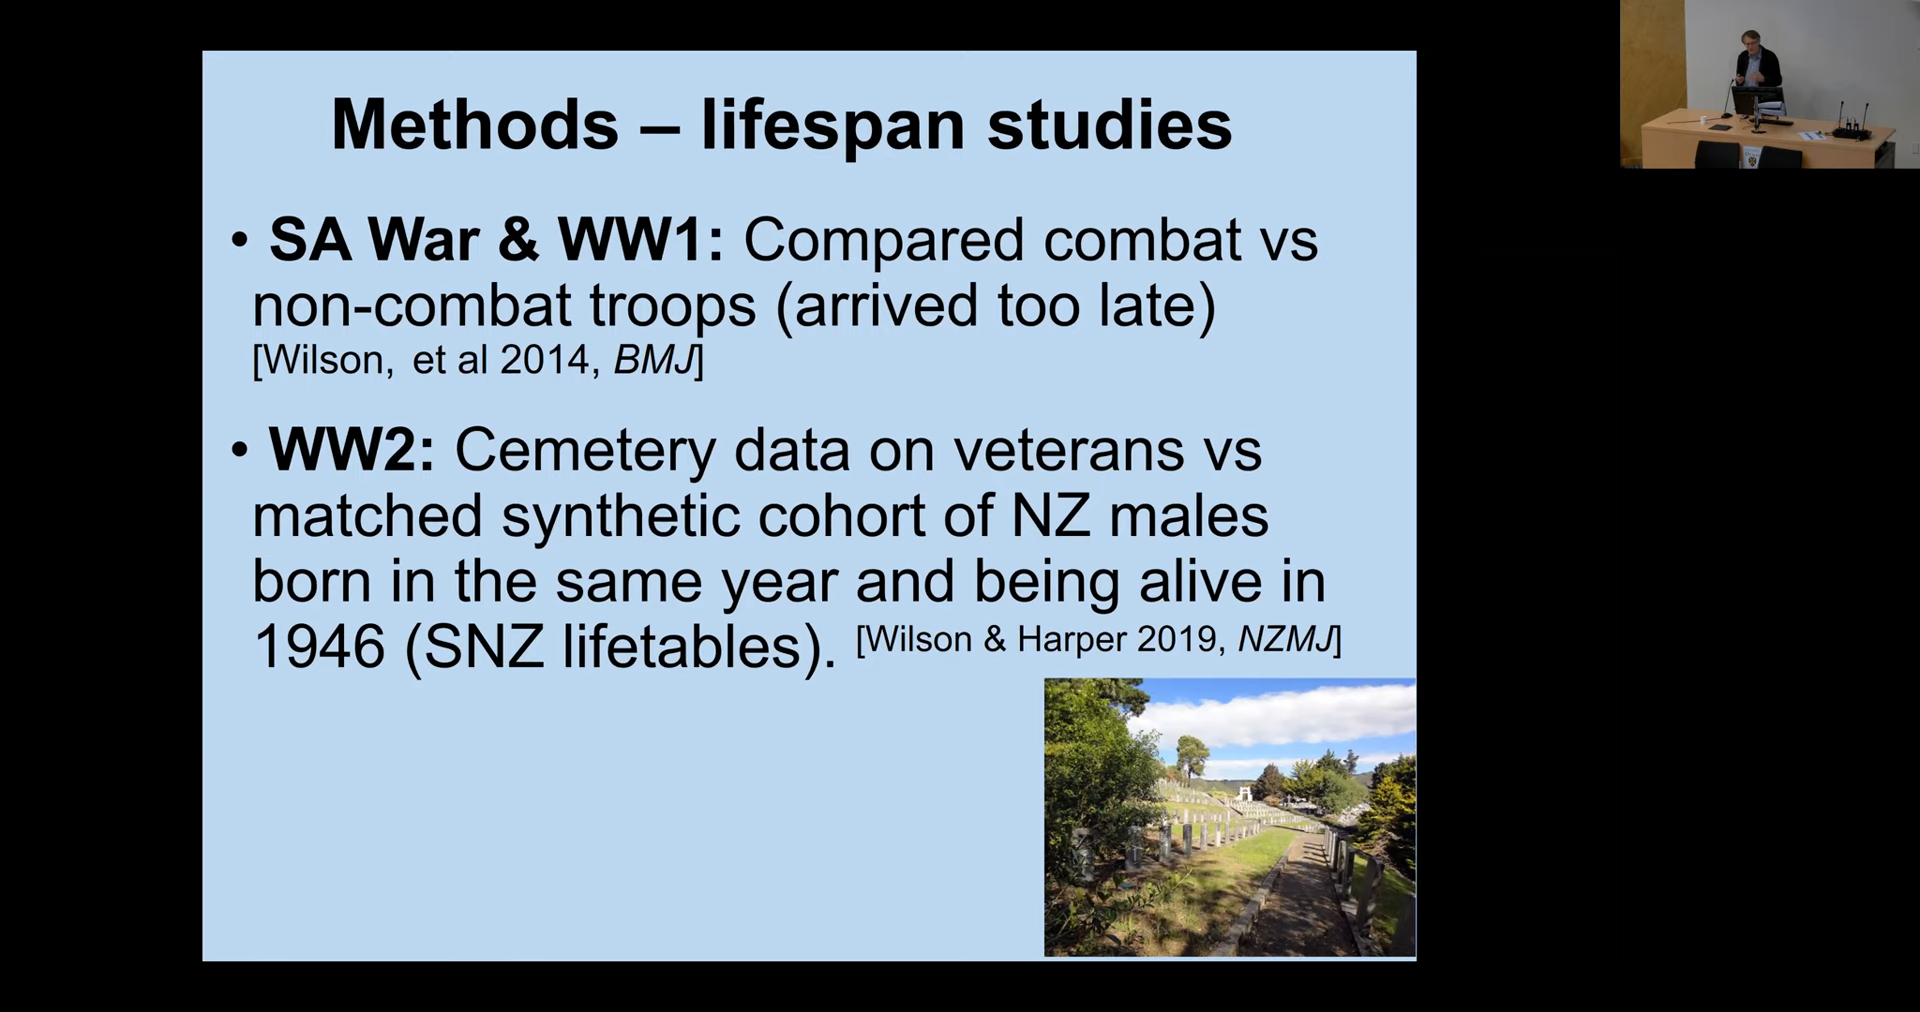 Methods – lifespan studies
• SA War & WW1: Compared combat vs
non-combat troops (arrived too late)
[Wilson, et al 2014, BMJ]
• WW2: Cemetery data on veterans vs
matched synthetic cohort of NZ males
born in the same year and being alive in
1946 (SNZ lifetables). [Wilson & Harper 2019, NZMJ]